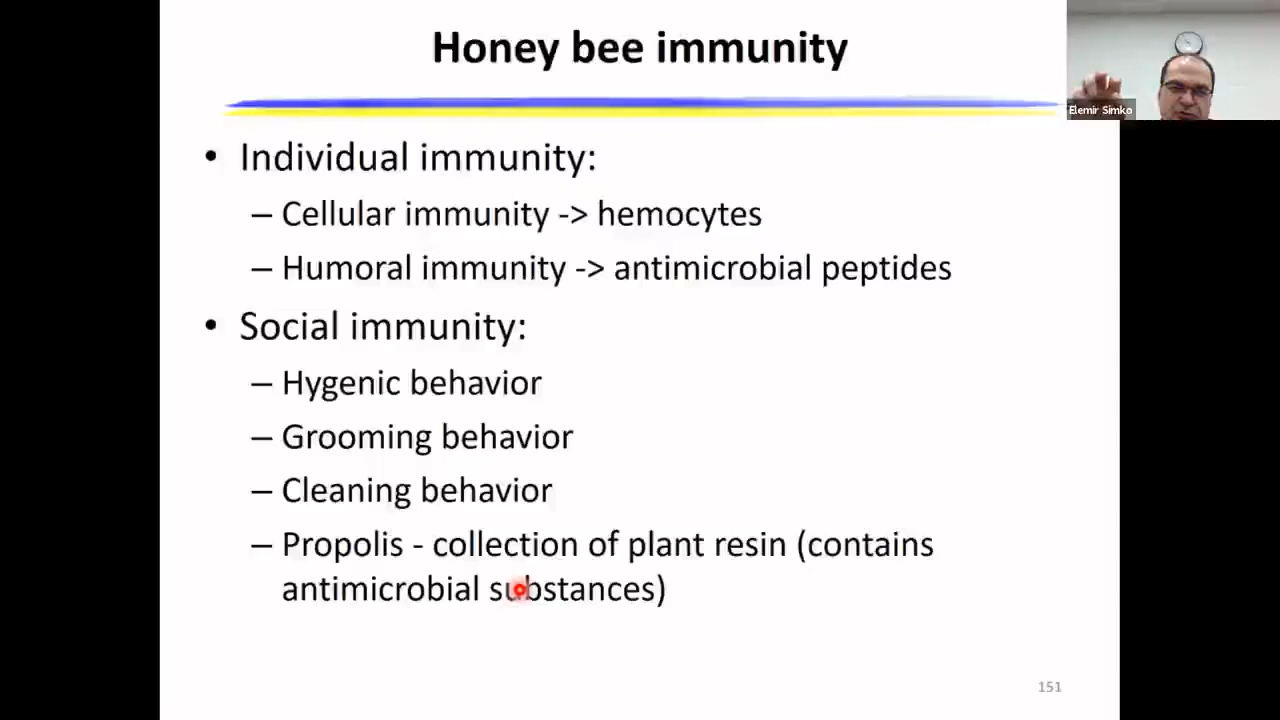 Honey bee immunity
Elemir Simko
• Individual immunity:
– Cellular immunity -> hemocytes
– Humoral immunity -> antimicrobial peptides
• Social immunity:
– Hygenic behavior
– Grooming behavior
– Cleaning behavior
– Propolis - collection of plant resin (contains
antimicrobial substances)
151